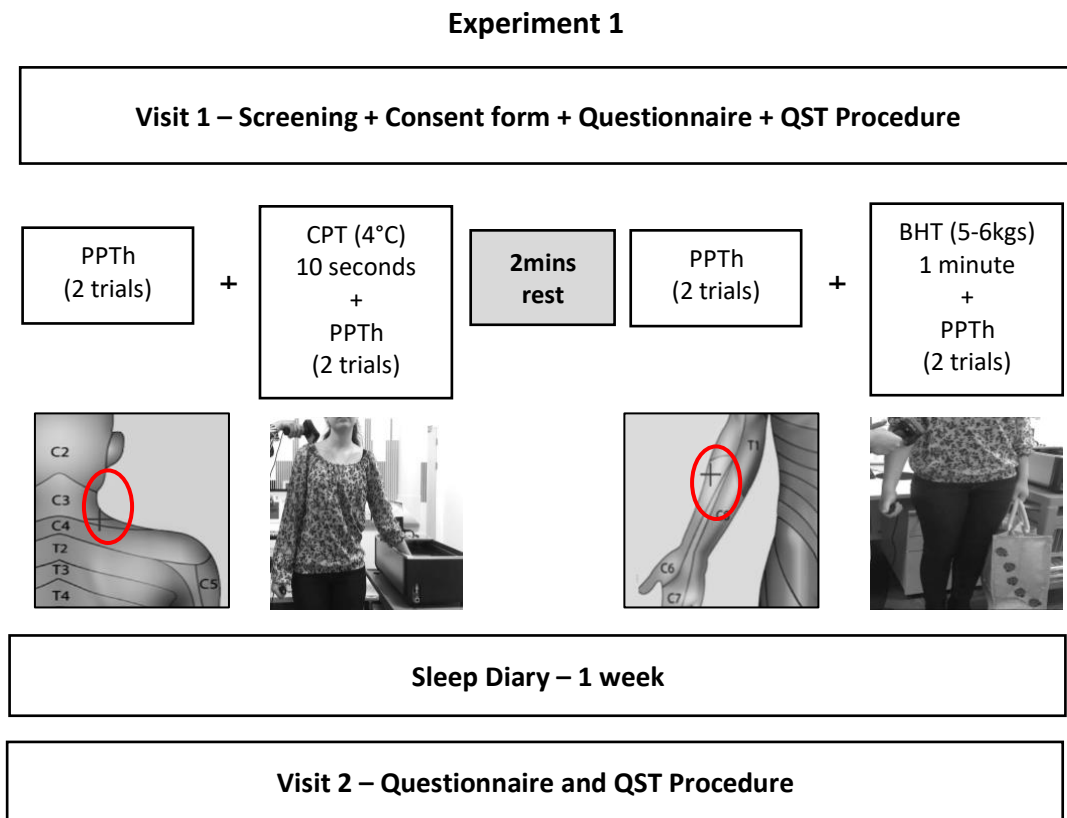 Experiment 1
Visit 1 – Screening + Consent form + Questionnaire + QST Procedure
PPTh
(2 trials)
+
CPT (4°C)
10 seconds
+
PPTh
(2 trials)
2mins
rest
PPTh
(2 trials)
+
BHT (5-6kgs)
1 minute
+
PPTh
(2 trials)
C2
C3
C4
T2
T3
T4
C5
T1
C8
C6
C7
Sleep Diary – 1 week
Visit 2 – Questionnaire and QST Procedure